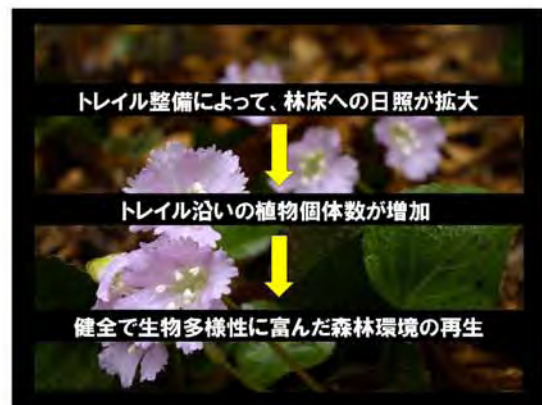 トレイル整備によって、林床への日照が拡大
トレイル沿いの植物個体数が増加
健全で生物多様性に富んだ森林環境の再生